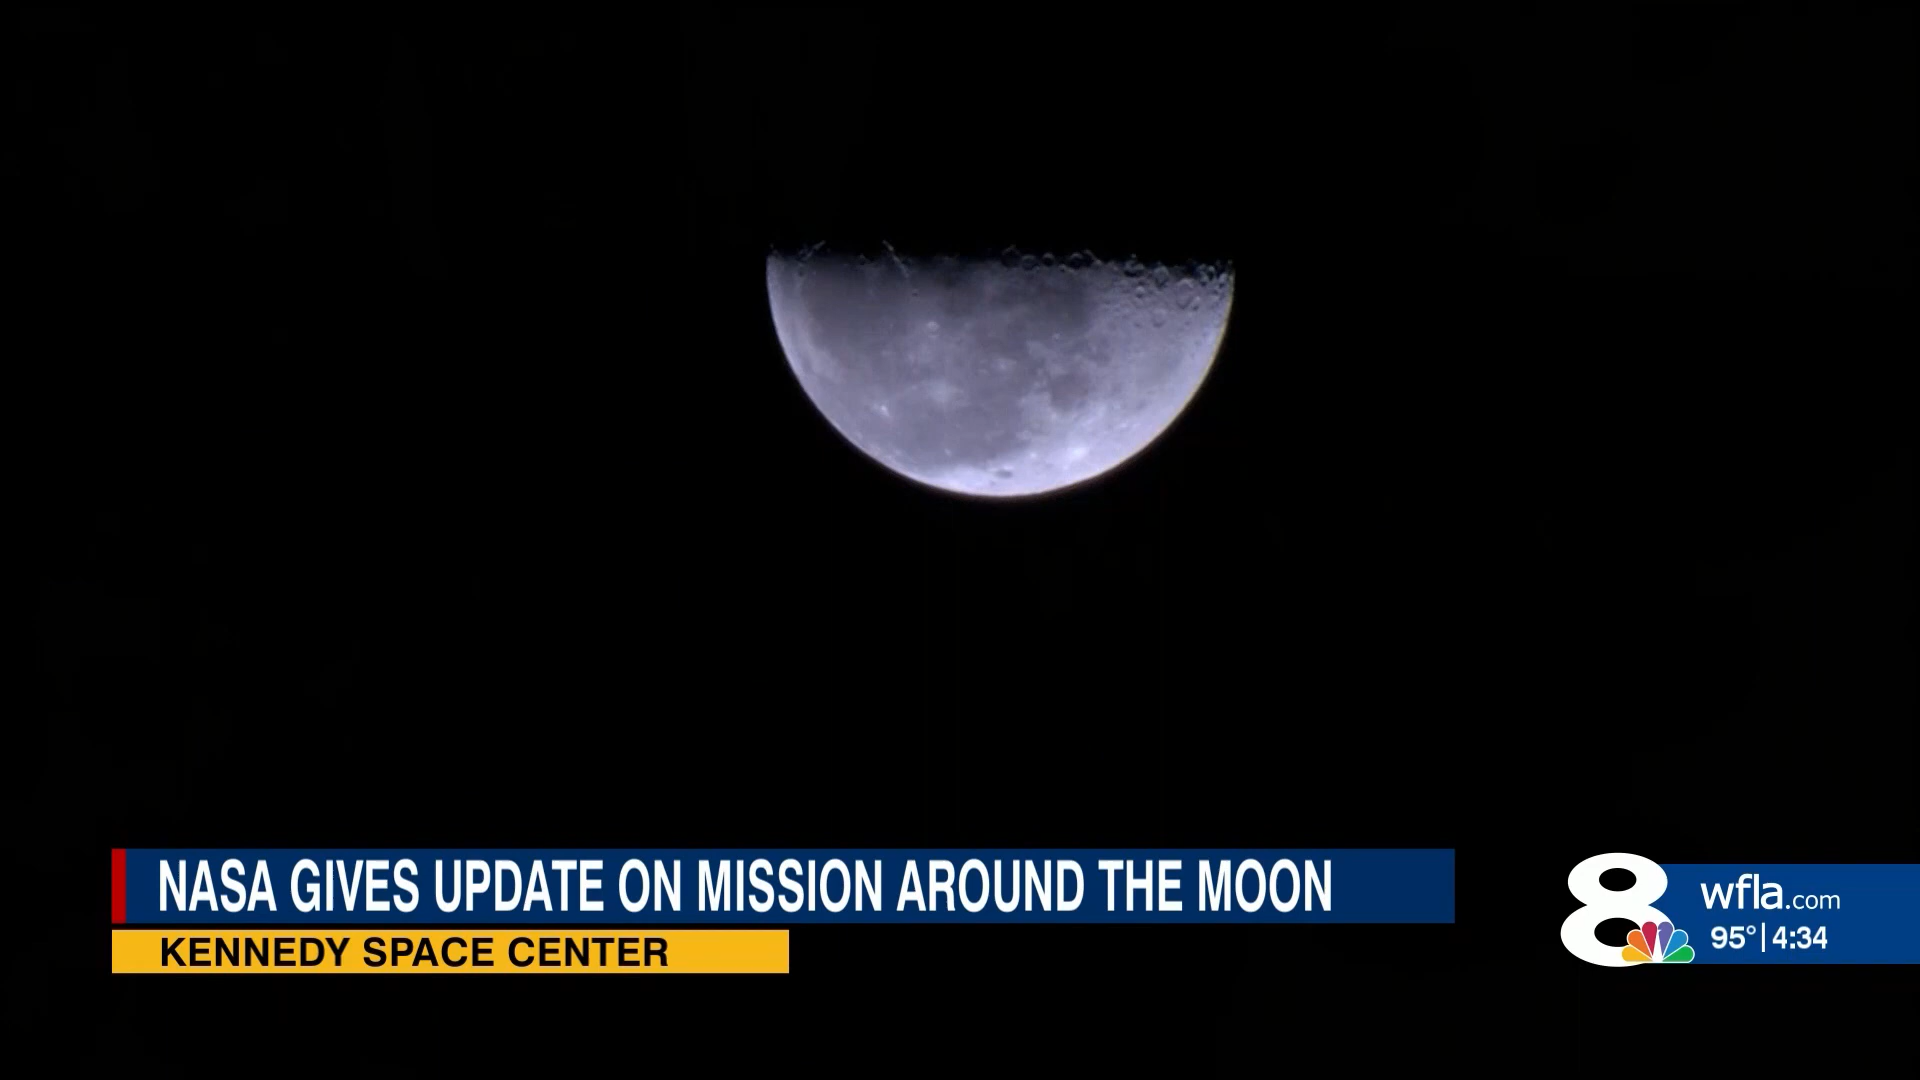 NASA GIVES UPDATE ON MISSION AROUND THE MOON
KENNEDY SPACE CENTER
8
wfla.com
95°|4:34